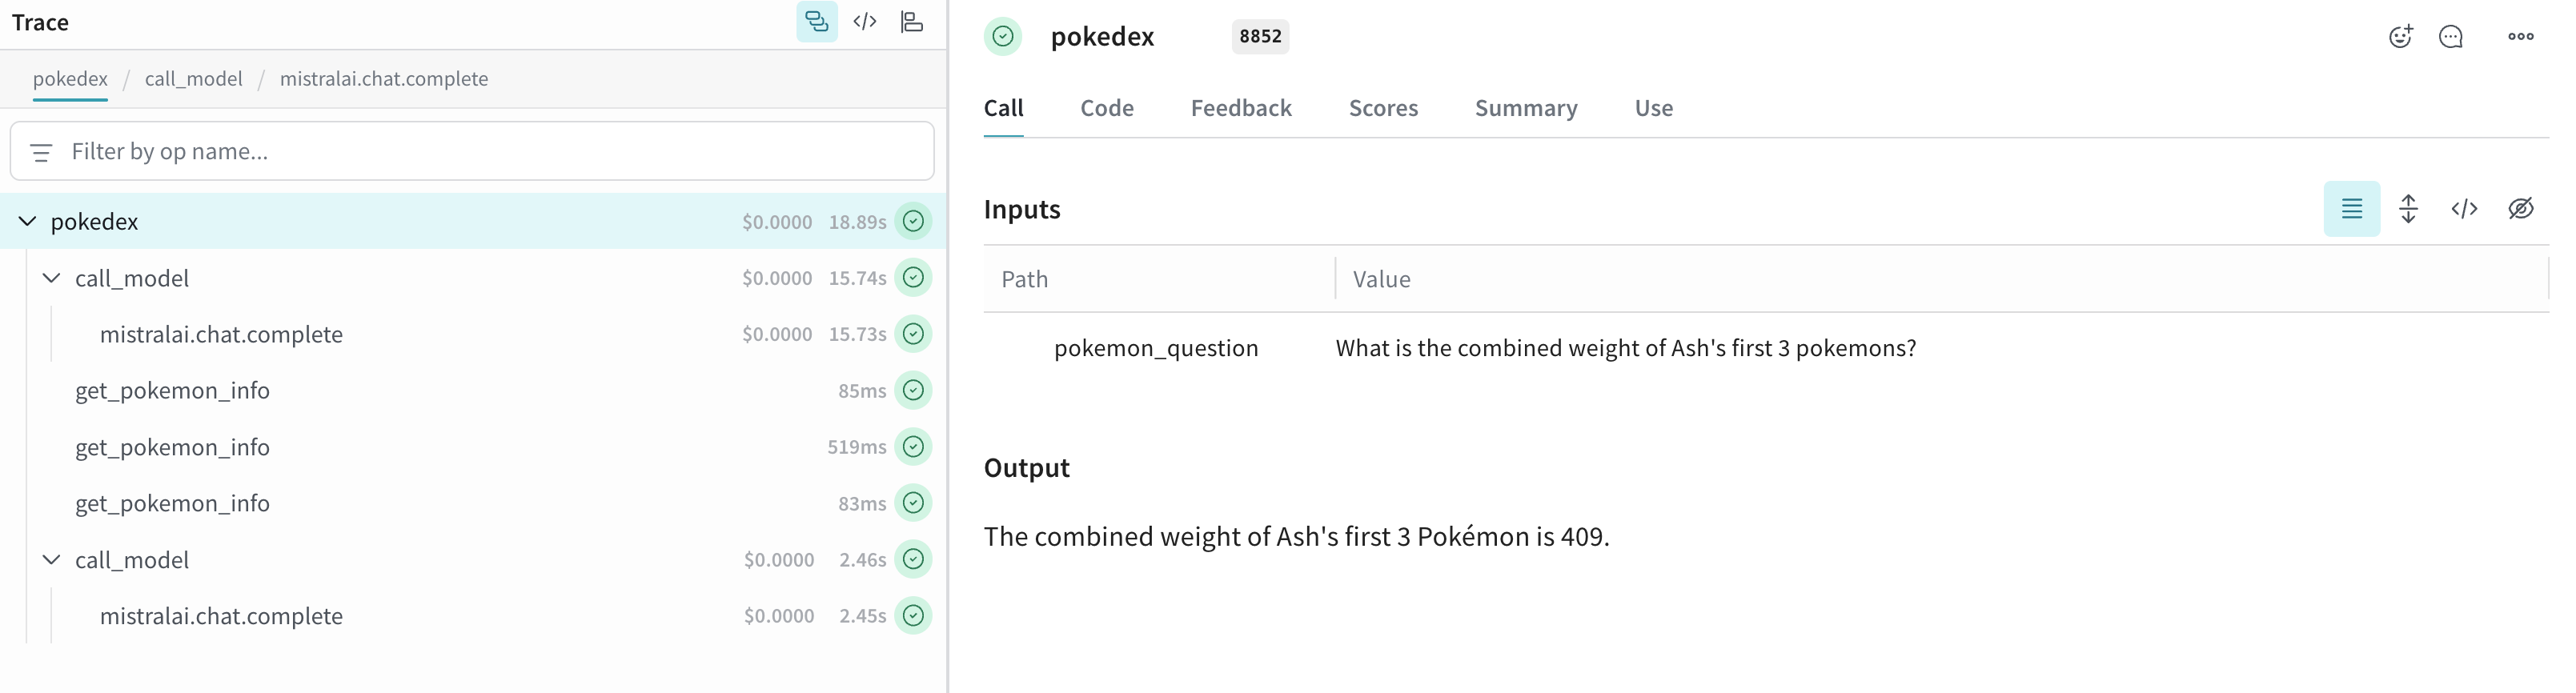 Trace
pokedex / call_model / mistralai.chat.complete
Filter by op name...
pokedex $0.0000 18.89s
call_model $0.0000 15.74s
mistralai.chat.complete $0.0000 15.73s
get_pokemon_info 85ms
get_pokemon_info 519ms
get_pokemon_info 83ms
call_model $0.0000 2.46s
mistralai.chat.complete $0.0000 2.45s
pokedex 8852
Call Code Feedback Scores Summary Use
Inputs
Path Value
pokemon_question What is the combined weight of Ash's first 3 pokemons?
Output
The combined weight of Ash's first 3 Pokémon is 409.